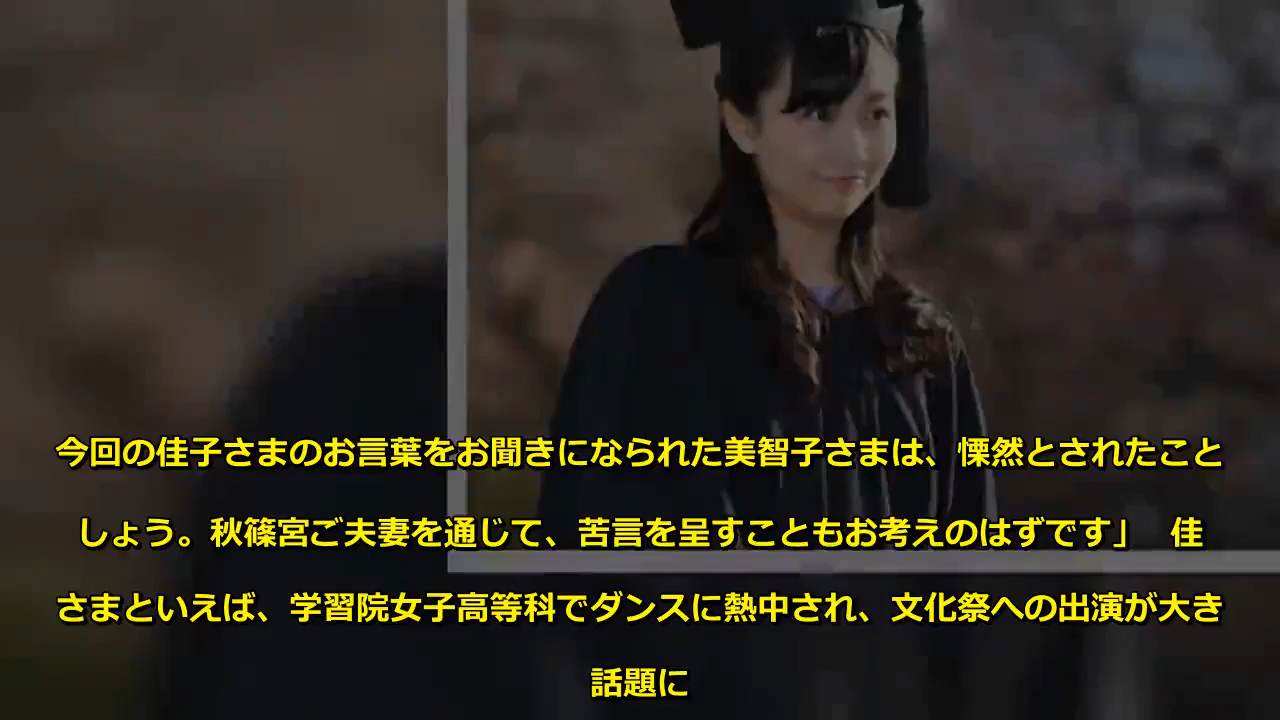 今回の佳子さまのお言葉をお聞きになられた美智子さまは、慄然とされたこと
しょう。秋篠宮ご夫妻を通じて、苦言を呈すこともお考えのはずです」　佳
さまといえば、学習院女子高等科でダンスに熱中され、文化祭への出演が大き
話題に